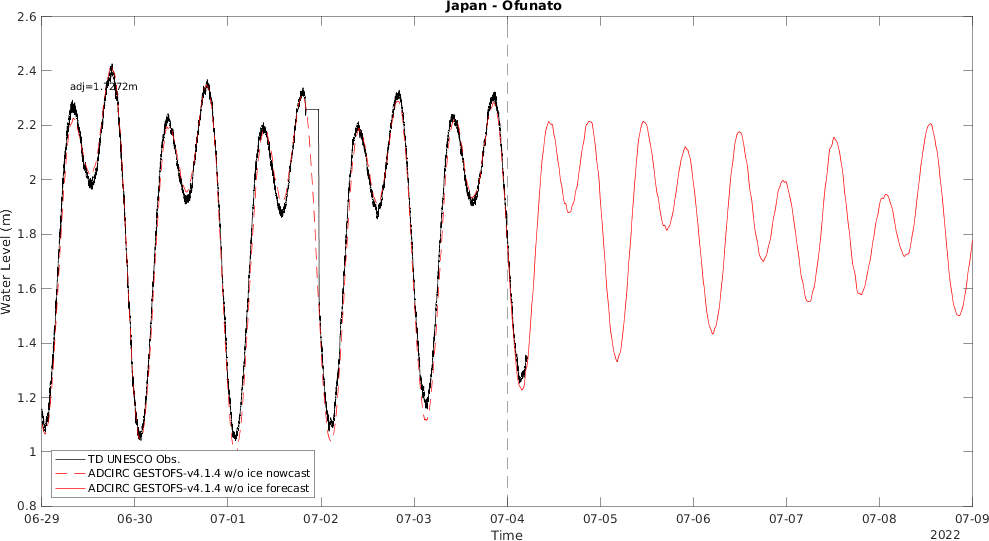 Japan - Ofunato
2.6
2.4
2.2
2
1.8
1.6
1.4
1.2
1
0.8
Water Level (m)
adj=1.7272m
TD UNESCO Obs.
ADCIRC GESTOFS-v4.1.4 w/o ice nowcast
ADCIRC GESTOFS-v4.1.4 w/o ice forecast
06-29 06-30 07-01 07-02 07-03 07-04 07-05 07-06 07-07 07-08 07-09
Time
2022